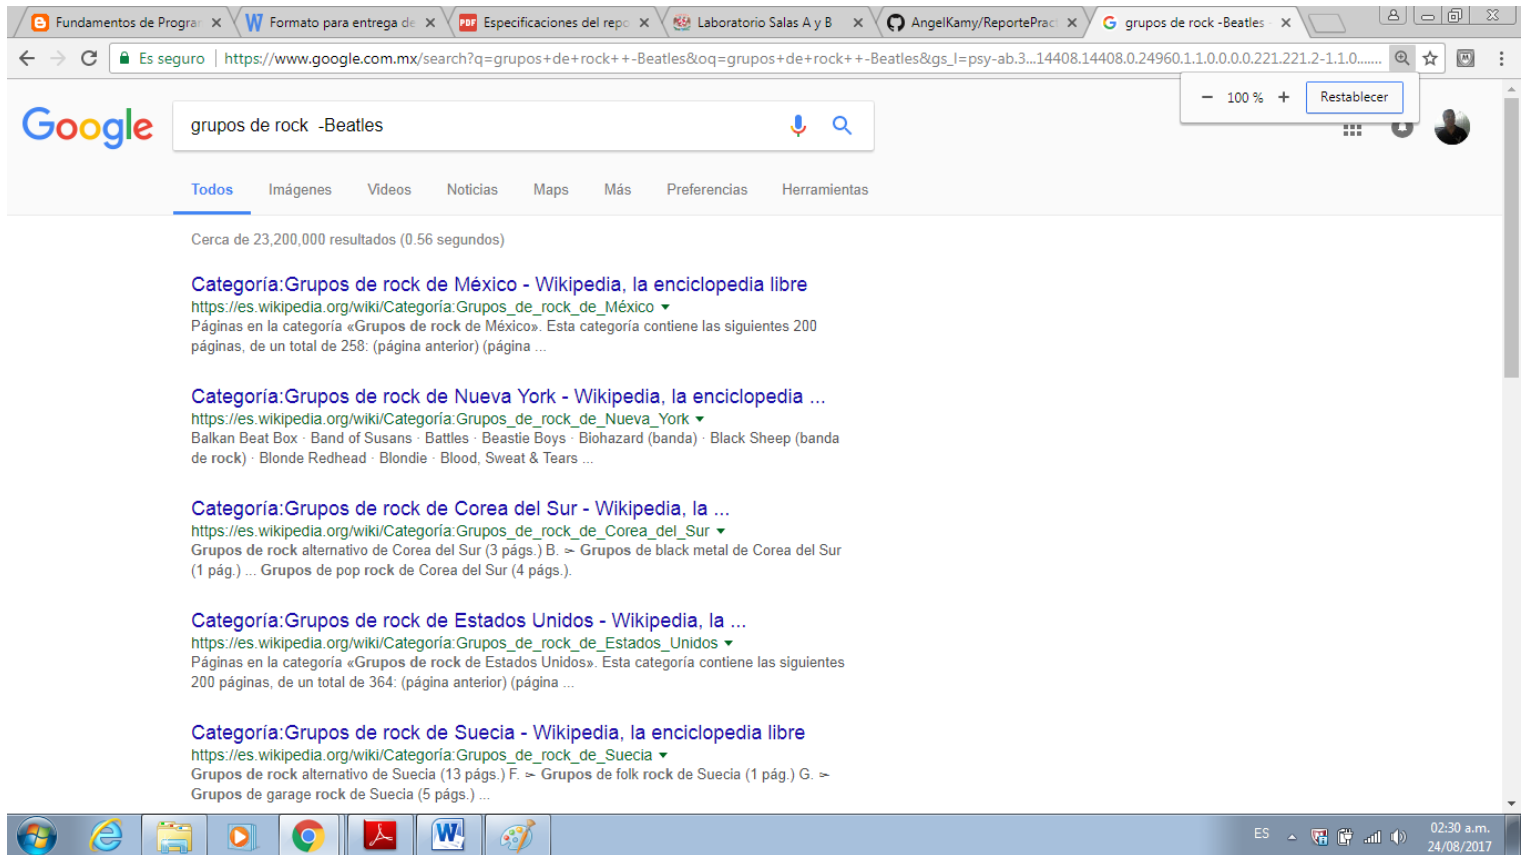 Fundamentos de Progra
Formato para entrega de
Especificaciones del repo
Laboratorio Salas A y B
AngelKamy/ReportePract
grupos de rock -Beatles
Es seguro
https://www.google.com.mx/search?q=grupos+de+rock++-Beatles&oq=grupos+de+rock++-Beatles&gs_l=psy-ab.3...14408.14408.0.24960.1.1.0.0.0.0.221.221.2-1.1.0.......
100 %
Restablecer
Google
grupos de rock  -Beatles
Todos Imágenes Videos Noticias Maps Más Preferencias Herramientas
Cerca de 23,200,000 resultados (0.56 segundos)
Categoría:Grupos de rock de México - Wikipedia, la enciclopedia libre
https://es.wikipedia.org/wiki/Categoría:Grupos_de_rock_de_México
Páginas en la categoría «Grupos de rock de México». Esta categoría contiene las siguientes 200
páginas, de un total de 258: (página anterior) (página ...
Categoría:Grupos de rock de Nueva York - Wikipedia, la enciclopedia ...
https://es.wikipedia.org/wiki/Categoría:Grupos_de_rock_de_Nueva_York
Balkan Beat Box · Band of Susans · Battles · Beastie Boys · Biohazard (banda) · Black Sheep (banda
de rock) · Blonde Redhead · Blondie · Blood, Sweat & Tears ...
Categoría:Grupos de rock de Corea del Sur - Wikipedia, la ...
https://es.wikipedia.org/wiki/Categoría:Grupos_de_rock_de_Corea_del_Sur
Grupos de rock alternativo de Corea del Sur (3 págs.) B. ➣ Grupos de black metal de Corea del Sur
(1 pág.) ... Grupos de pop rock de Corea del Sur (4 págs.).
Categoría:Grupos de rock de Estados Unidos - Wikipedia, la ...
https://es.wikipedia.org/wiki/Categoría:Grupos_de_rock_de_Estados_Unidos
Páginas en la categoría «Grupos de rock de Estados Unidos». Esta categoría contiene las siguientes
200 páginas, de un total de 364: (página anterior) (página ...
Categoría:Grupos de rock de Suecia - Wikipedia, la enciclopedia libre
https://es.wikipedia.org/wiki/Categoría:Grupos_de_rock_de_Suecia
Grupos de rock alternativo de Suecia (13 págs.) F. ➣ Grupos de folk rock de Suecia (1 pág.) G. ➣
Grupos de garage rock de Suecia (5 págs.) ...
ES
02:30 a.m.
24/08/2017